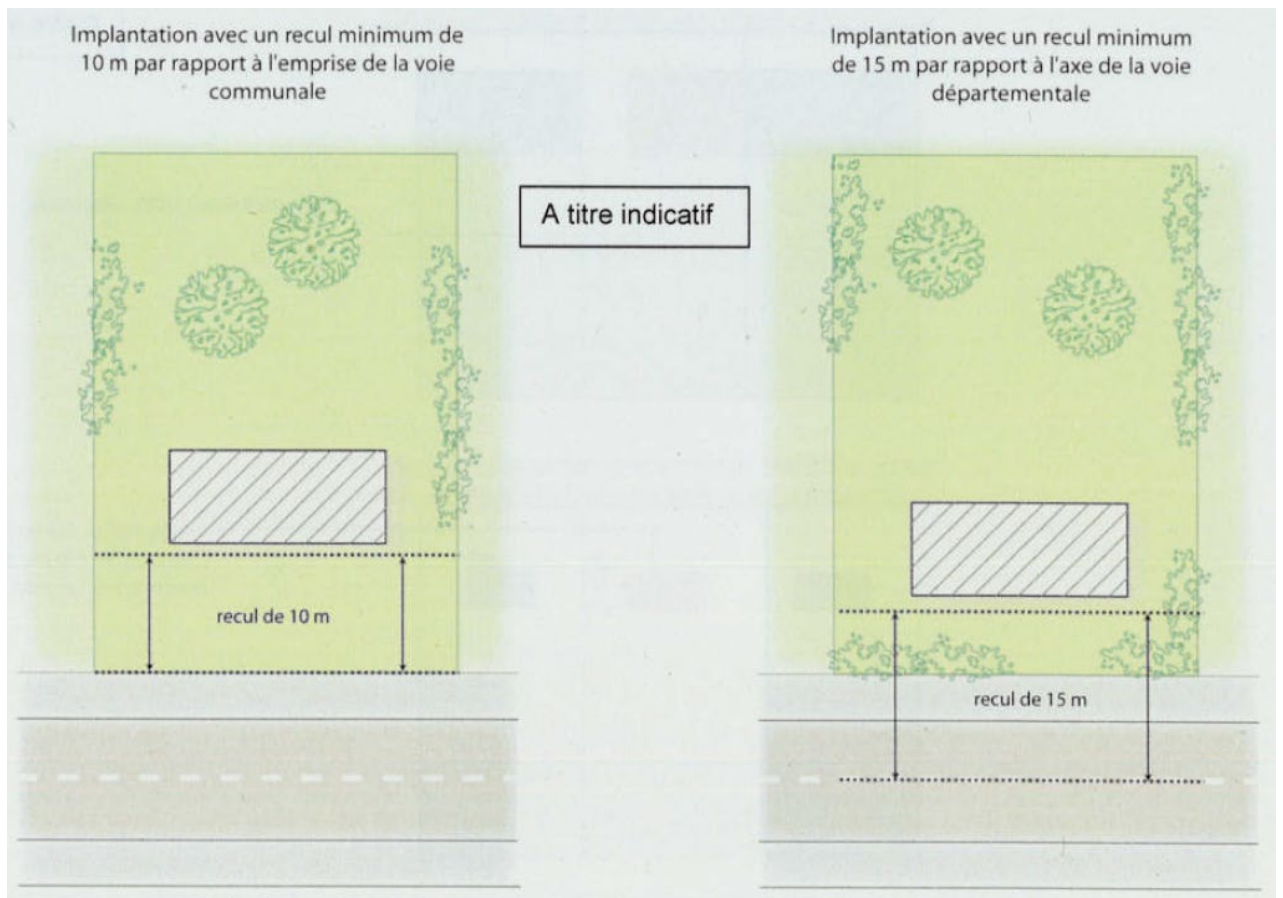 Implantation avec un recul minimum de
10 m par rapport à l'emprise de la voie
communale
Implantation avec un recul minimum
de 15 m par rapport à l'axe de la voie
départementale
A titre indicatif
recul de 10 m
recul de 15 m